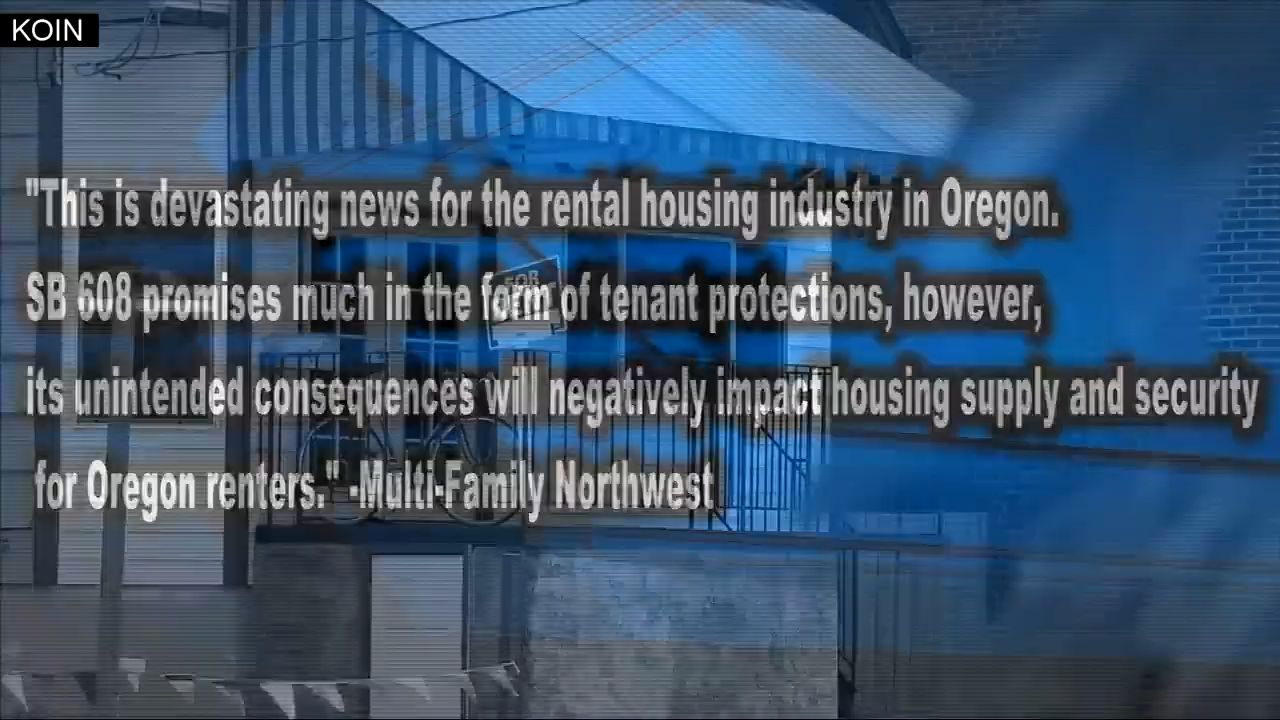 KOIN
"This is devastating news for the rental housing industry in Oregon.
SB 608 promises much in the form of tenant protections, however,
its unintended consequences will negatively impact housing supply and security
for Oregon renters." -Multi-Family Northwest
FOR